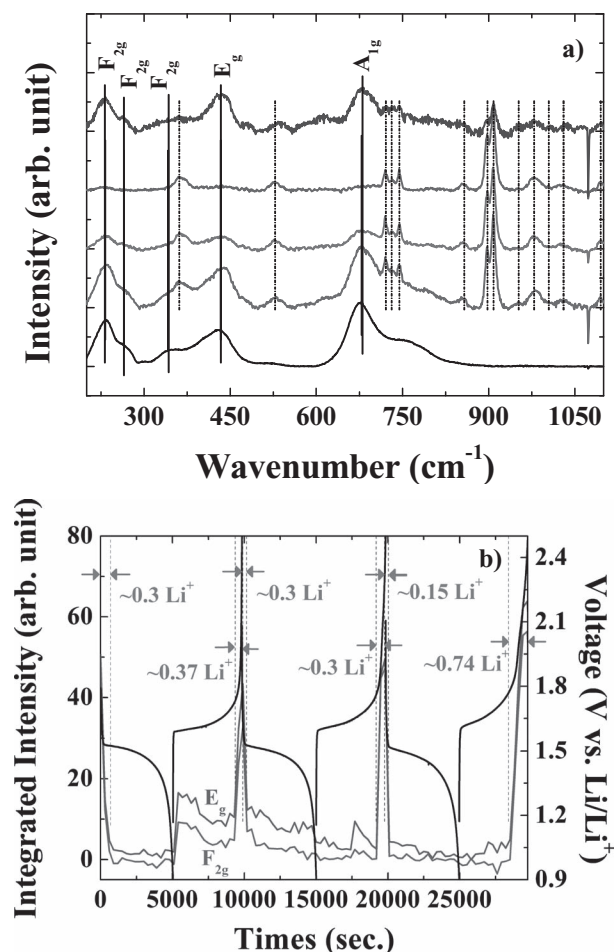 a)
F2g
F2g
F2g
Eg
A1g
Intensity (arb. unit)
300 450 600 750 900 1050
Wavenumber (cm-1)
b)
80
60
40
20
0
Integrated Intensity (arb. unit)
~0.3 Li+ ~0.3 Li+ ~0.15 Li+
~0.37 Li+ ~0.3 Li+ ~0.74 Li+
Eg
F2g
2.4
2.1
1.8
1.5
1.2
0.9
Voltage (V vs. Li/Li+)
0 5000 10000 15000 20000 25000
Times (sec.)